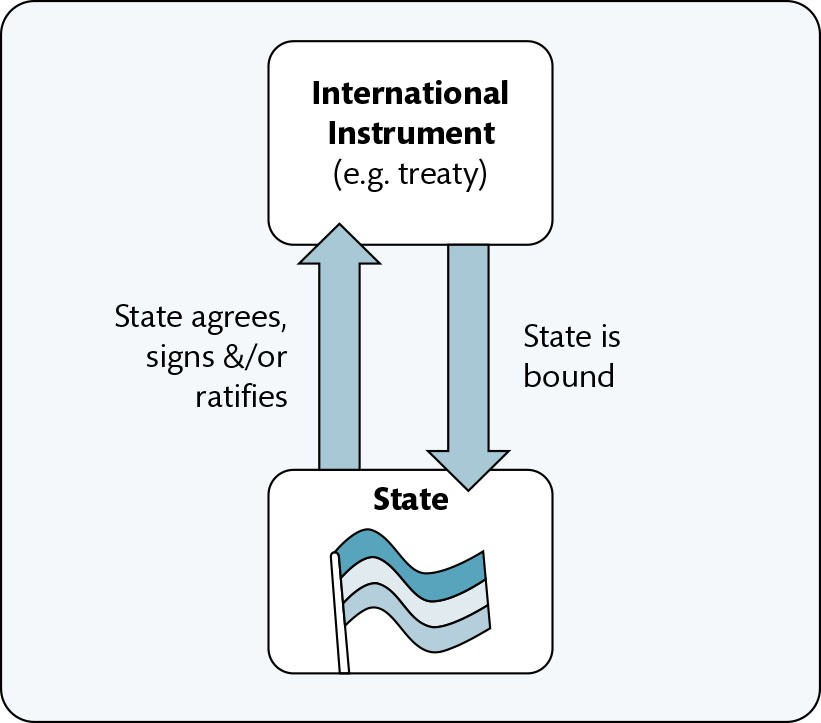 International
Instrument
(e.g. treaty)
State agrees,
signs &/or
ratifies
State is
bound
State